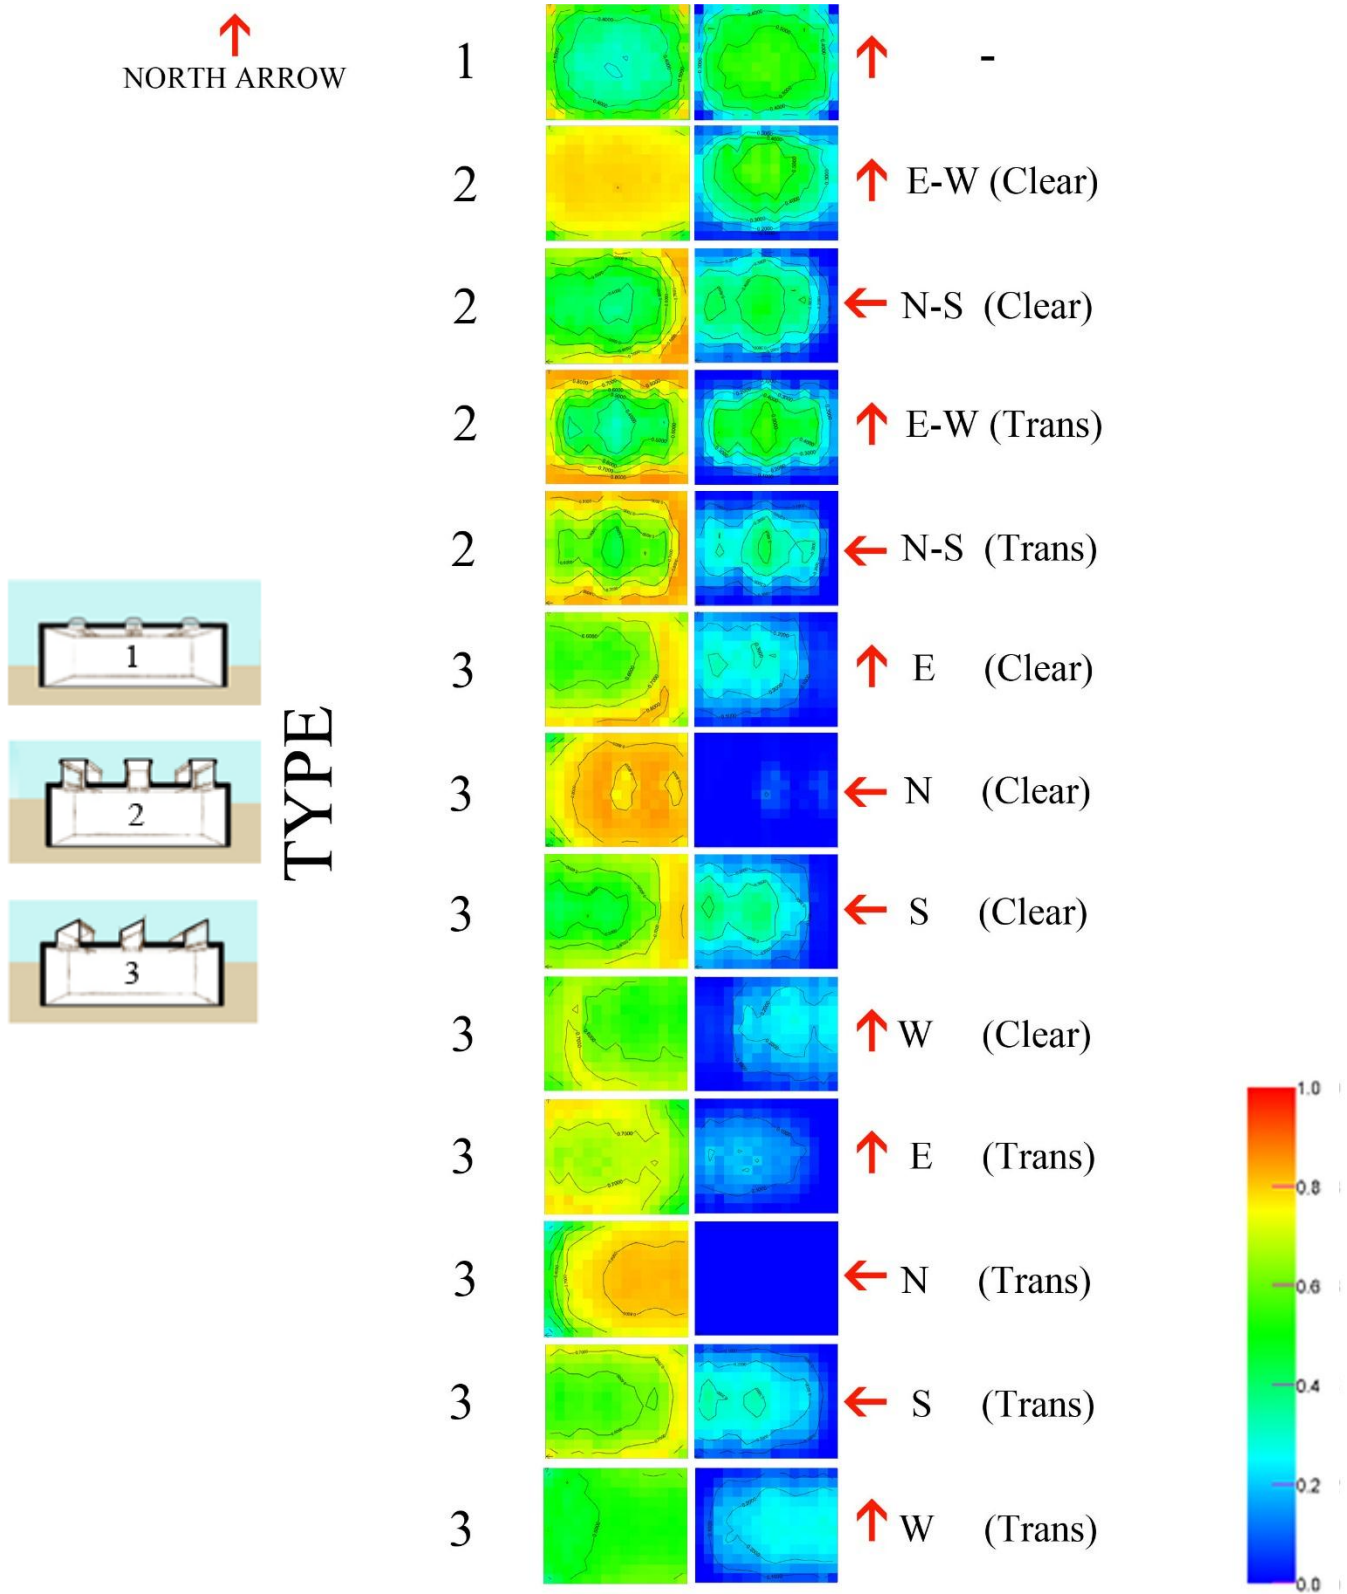 NORTH ARROW
1 -
2 E-W (Clear)
2 N-S (Clear)
2 E-W (Trans)
2 N-S (Trans)
3 E (Clear)
3 N (Clear)
3 S (Clear)
3 W (Clear)
3 E (Trans)
3 N (Trans)
3 S (Trans)
3 W (Trans)
TYPE
1
2
3
1.0
0.8
0.6
0.4
0.2
0.0